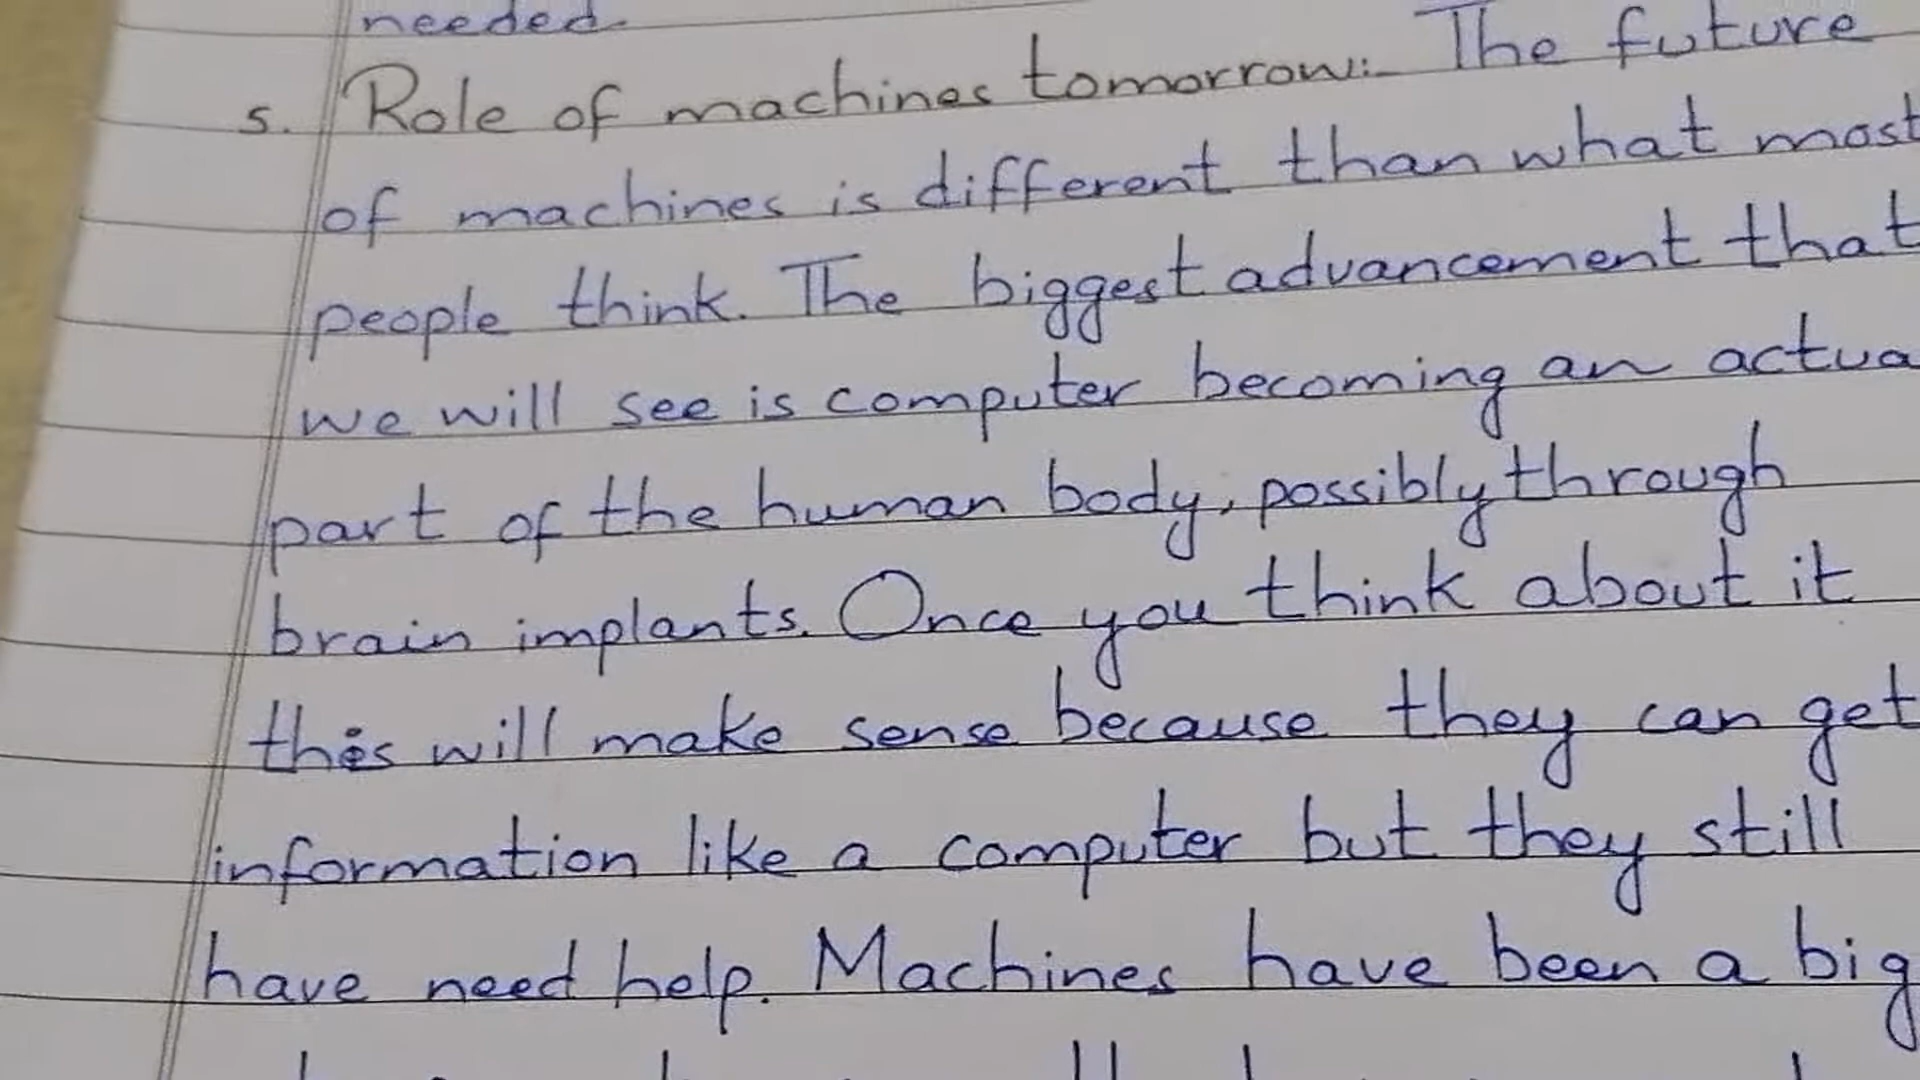 needed.
5. Role of machines tomorrow:- The future
of machines is different than what most
people think. The biggest advancement that
we will see is computer becoming an actua
part of the human body, possibly through
brain implants. Once you think about it
this will make sense because they can get
information like a computer but they still
have need help. Machines have been a big